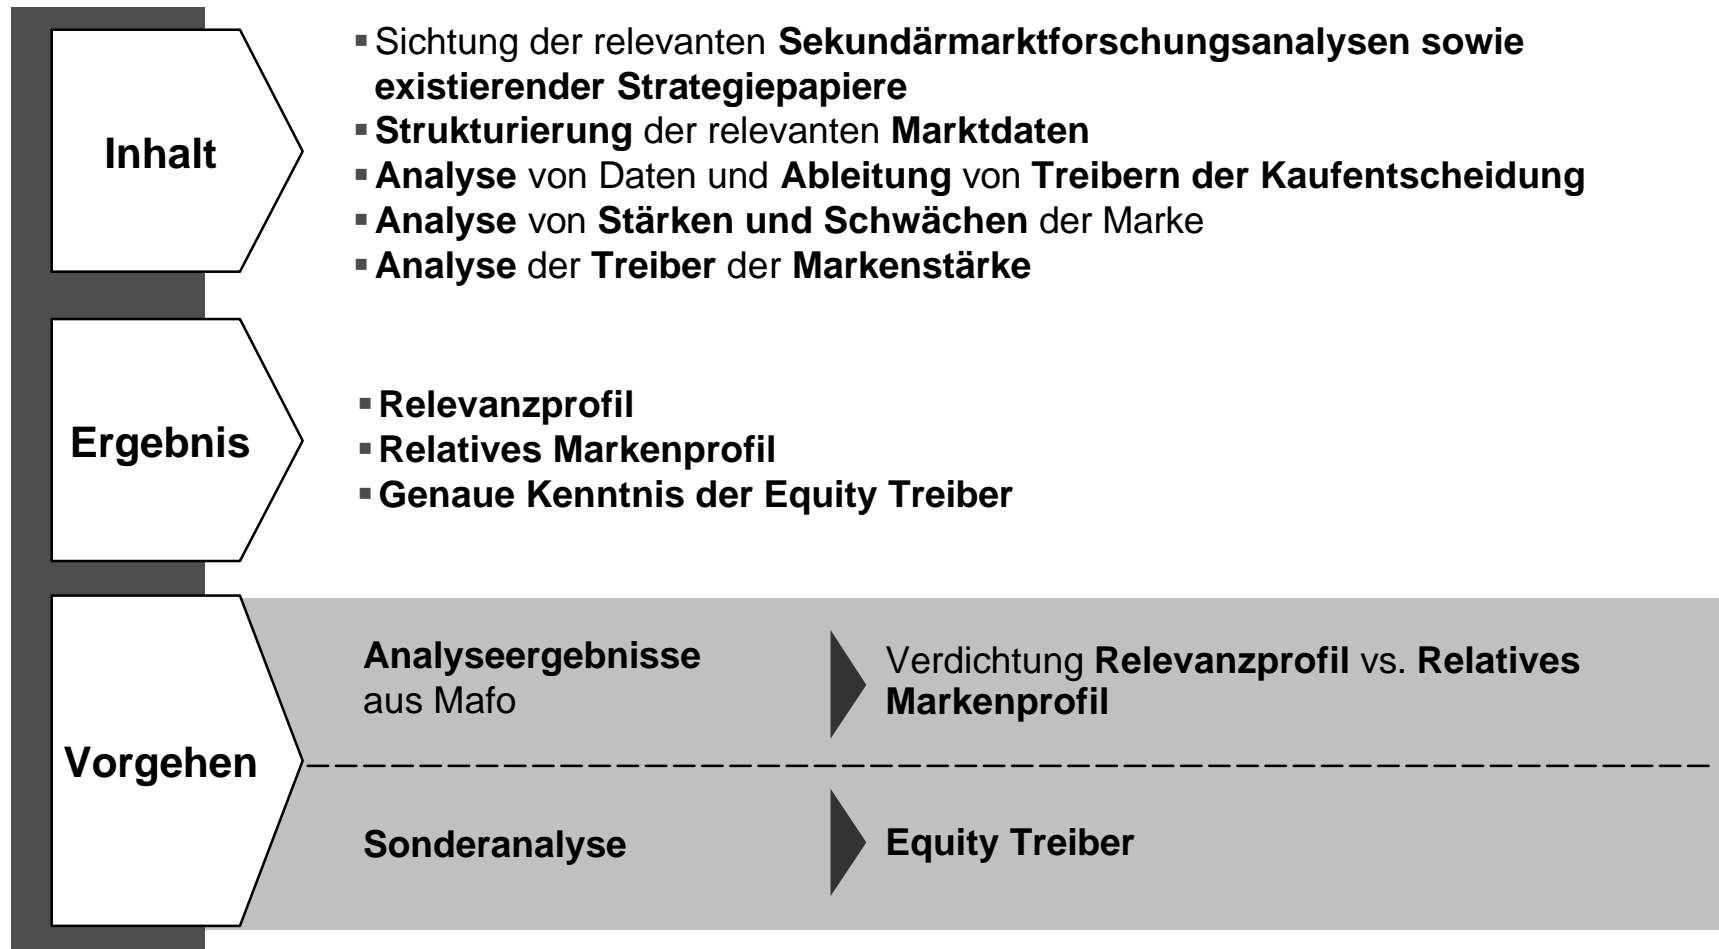 Inhalt
▪ Sichtung der relevanten Sekundärmarktforschungsanalysen sowie
existierender Strategiepapiere
▪ Strukturierung der relevanten Marktdaten
▪ Analyse von Daten und Ableitung von Treibern der Kaufentscheidung
▪ Analyse von Stärken und Schwächen der Marke
▪ Analyse der Treiber der Markenstärke
Ergebnis
▪ Relevanzprofil
▪ Relatives Markenprofil
▪ Genaue Kenntnis der Equity Treiber
Vorgehen
Analyseergebnisse
aus Mafo
Verdichtung Relevanzprofil vs. Relatives
Markenprofil
Sonderanalyse
Equity Treiber